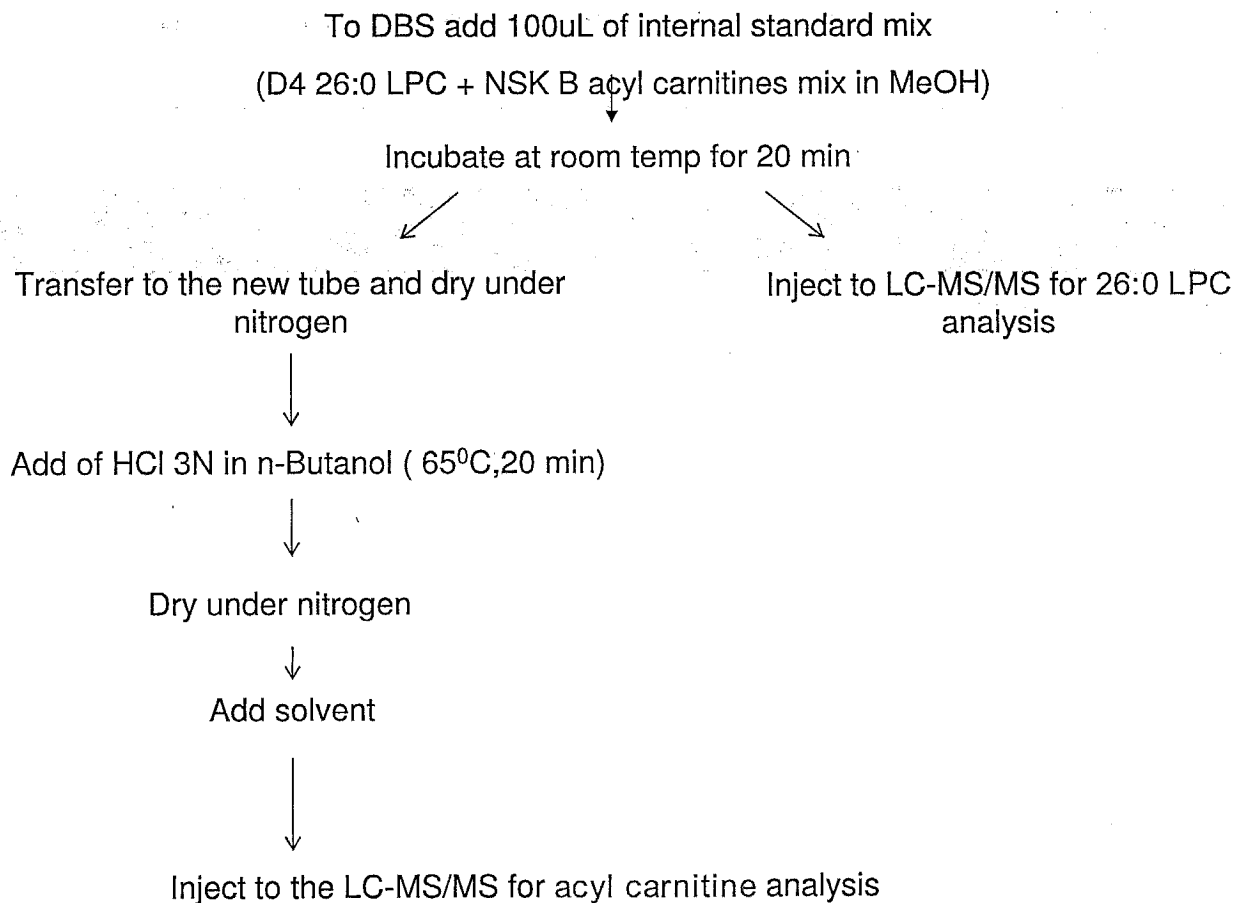 To DBS add 100uL of internal standard mix
(D4 26:0 LPC + NSK B acyl carnitines mix in MeOH)
Incubate at room temp for 20 min
Transfer to the new tube and dry under
nitrogen
Inject to LC-MS/MS for 26:0 LPC
analysis
Add of HCl 3N in n-Butanol ( 65⁰C,20 min)
Dry under nitrogen
Add solvent
Inject to the LC-MS/MS for acyl carnitine analysis